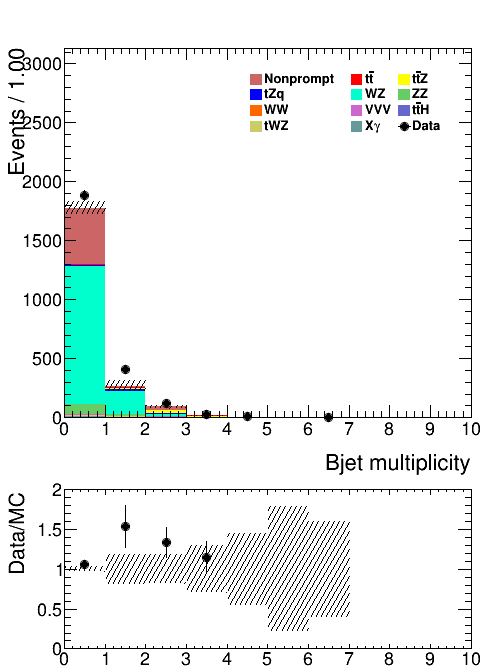 Events / 1.00
3000
2500
2000
1500
1000
500
0
Nonprompt tt̄ tt̄Z
tZq WZ ZZ
WW VVV tt̄H
tWZ Xγ Data
0 1 2 3 4 5 6 7 8 9 10
Bjet multiplicity
Data/MC
2
1.5
1
0.5
0
0 1 2 3 4 5 6 7 8 9 10